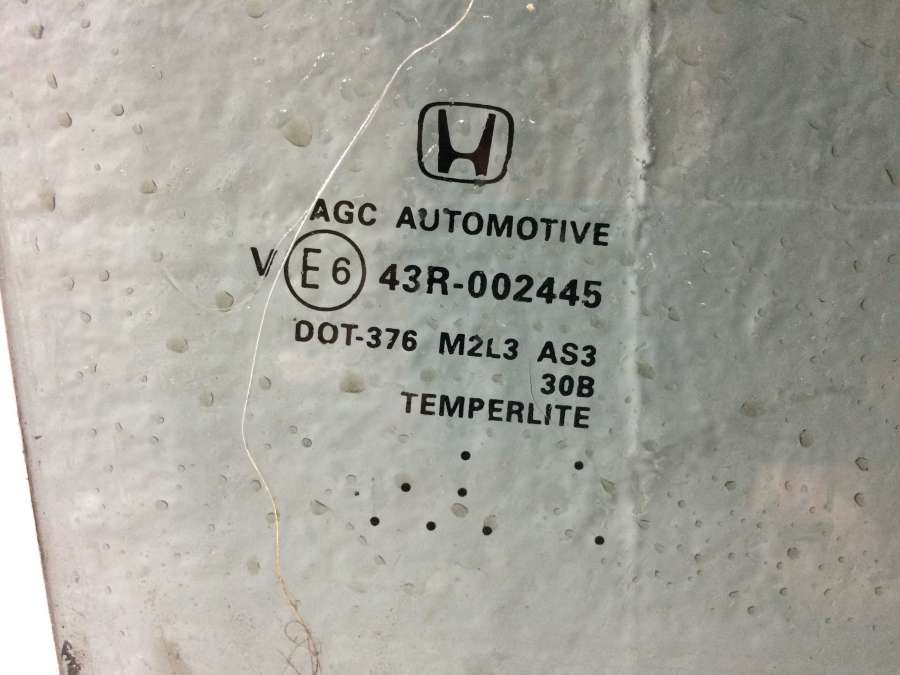 AGC AUTOMOTIVE
V E6 43R-002445
DOT-376 M2L3 AS3
30B
TEMPERLITE